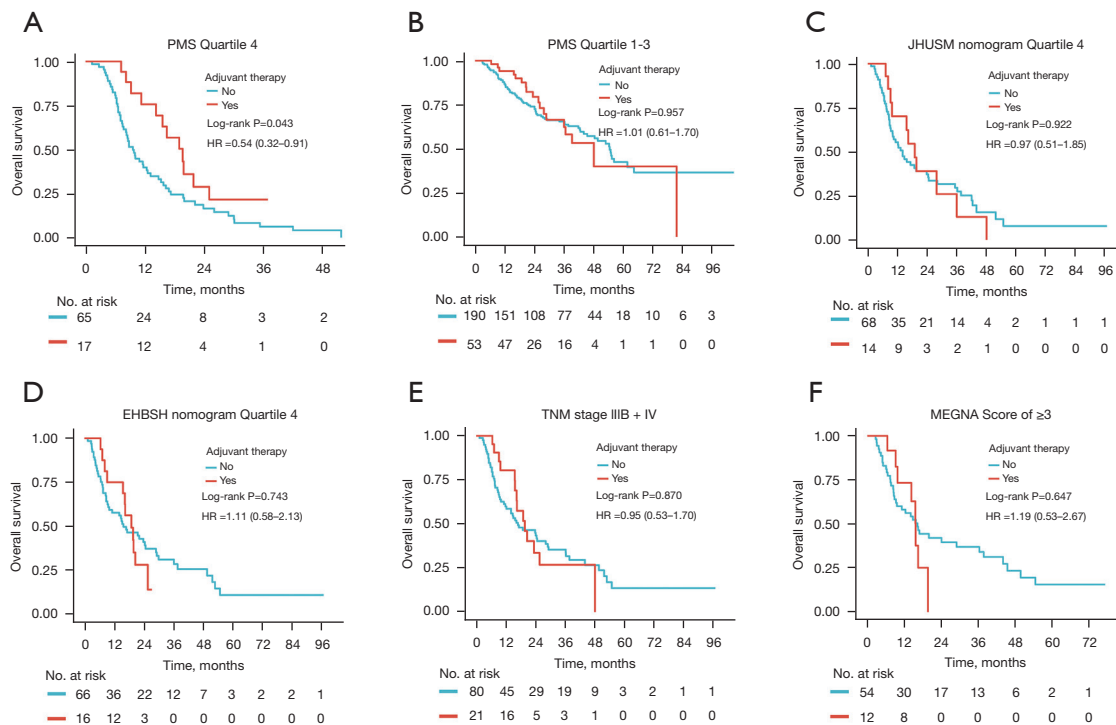 A
PMS Quartile 4
Overall survival
1.00
0.75
0.50
0.25
0.00
Adjuvant therapy
No
Yes
Log-rank P=0.043
HR =0.54 (0.32–0.91)
0 12 24 36 48
Time, months
No. at risk
65 24 8 3 2
17 12 4 1 0
B
PMS Quartile 1-3
Overall survival
1.00
0.75
0.50
0.25
0.00
Adjuvant therapy
No
Yes
Log-rank P=0.957
HR =1.01 (0.61–1.70)
0 12 24 36 48 60 72 84 96
Time, months
No. at risk
190 151 108 77 44 18 10 6 3
53 47 26 16 4 1 1 0 0
C
JHUSM nomogram Quartile 4
Overall survival
1.00
0.75
0.50
0.25
0.00
Adjuvant therapy
No
Yes
Log-rank P=0.922
HR =0.97 (0.51–1.85)
0 12 24 36 48 60 72 84 96
Time, months
No. at risk
68 35 21 14 4 2 1 1 1
14 9 3 2 1 0 0 0 0
D
EHBSH nomogram Quartile 4
Overall survival
1.00
0.75
0.50
0.25
0.00
Adjuvant therapy
No
Yes
Log-rank P=0.743
HR =1.11 (0.58–2.13)
0 12 24 36 48 60 72 84 96
Time, months
No. at risk
66 36 22 12 7 3 2 2 1
16 12 3 0 0 0 0 0 0
E
TNM stage IIIB + IV
Overall survival
1.00
0.75
0.50
0.25
0.00
Adjuvant therapy
No
Yes
Log-rank P=0.870
HR =0.95 (0.53–1.70)
0 12 24 36 48 60 72 84 96
Time, months
No. at risk
80 45 29 19 9 3 2 1 1
21 16 5 3 1 0 0 0 0
F
MEGNA Score of ≥3
Overall survival
1.00
0.75
0.50
0.25
0.00
Adjuvant therapy
No
Yes
Log-rank P=0.647
HR =1.19 (0.53–2.67)
0 12 24 36 48 60 72
Time, months
No. at risk
54 30 17 13 6 2 1
12 8 0 0 0 0 0